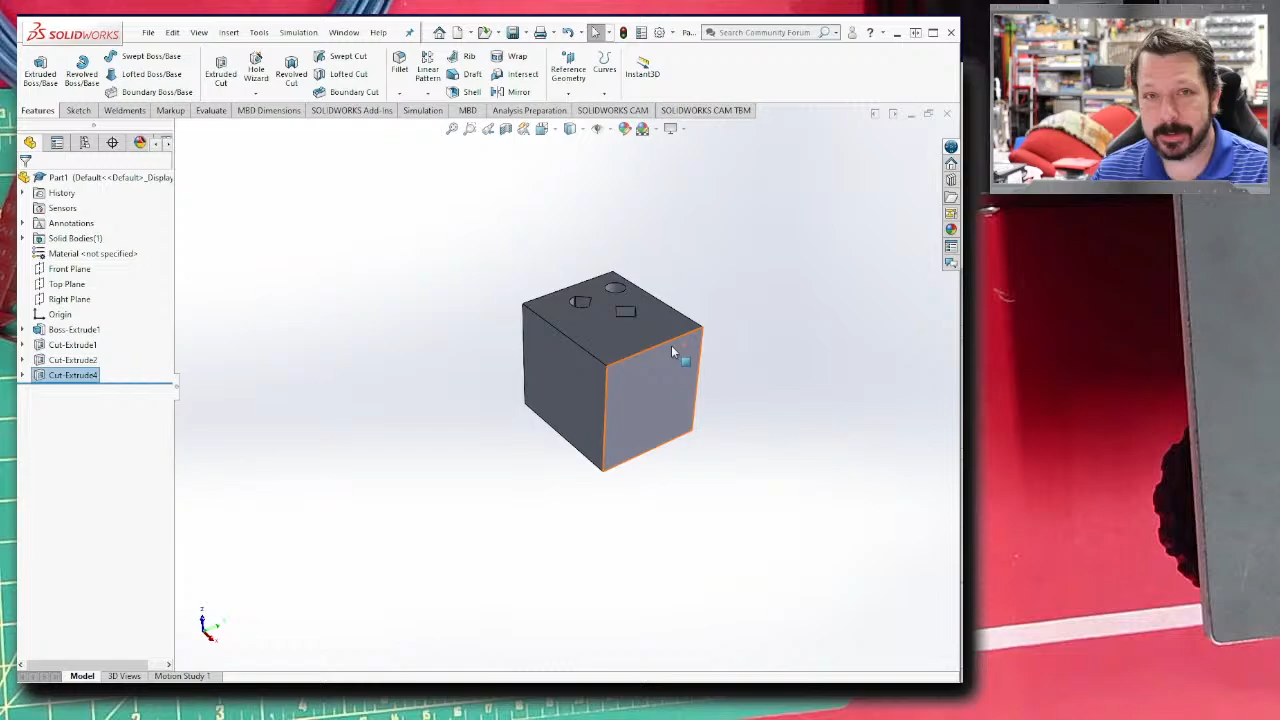 SOLIDWORKS File Edit View Insert Tools Simulation Window Help Pa... Search Community Forum ?
Extruded Boss/Base Revolved Boss/Base Swept Boss/Base Lofted Boss/Base Boundary Boss/Base Extruded Cut Hole Wizard Revolved Cut Swept Cut Lofted Cut Boundary Cut Fillet Linear Pattern Rib Draft Shell Wrap Intersect Mirror Reference Geometry Curves Instant3D
Features Sketch Weldments Markup Evaluate MBD Dimensions SOLIDWORKS Add-Ins Simulation MBD Analysis Preparation SOLIDWORKS CAM SOLIDWORKS CAM TBM
Part1 (Default<<Default>_Display
History
Sensors
Annotations
Solid Bodies(1)
Material <not specified>
Front Plane
Top Plane
Right Plane
Origin
Boss-Extrude1
Cut-Extrude1
Cut-Extrude2
Cut-Extrude4
Model 3D Views Motion Study 1